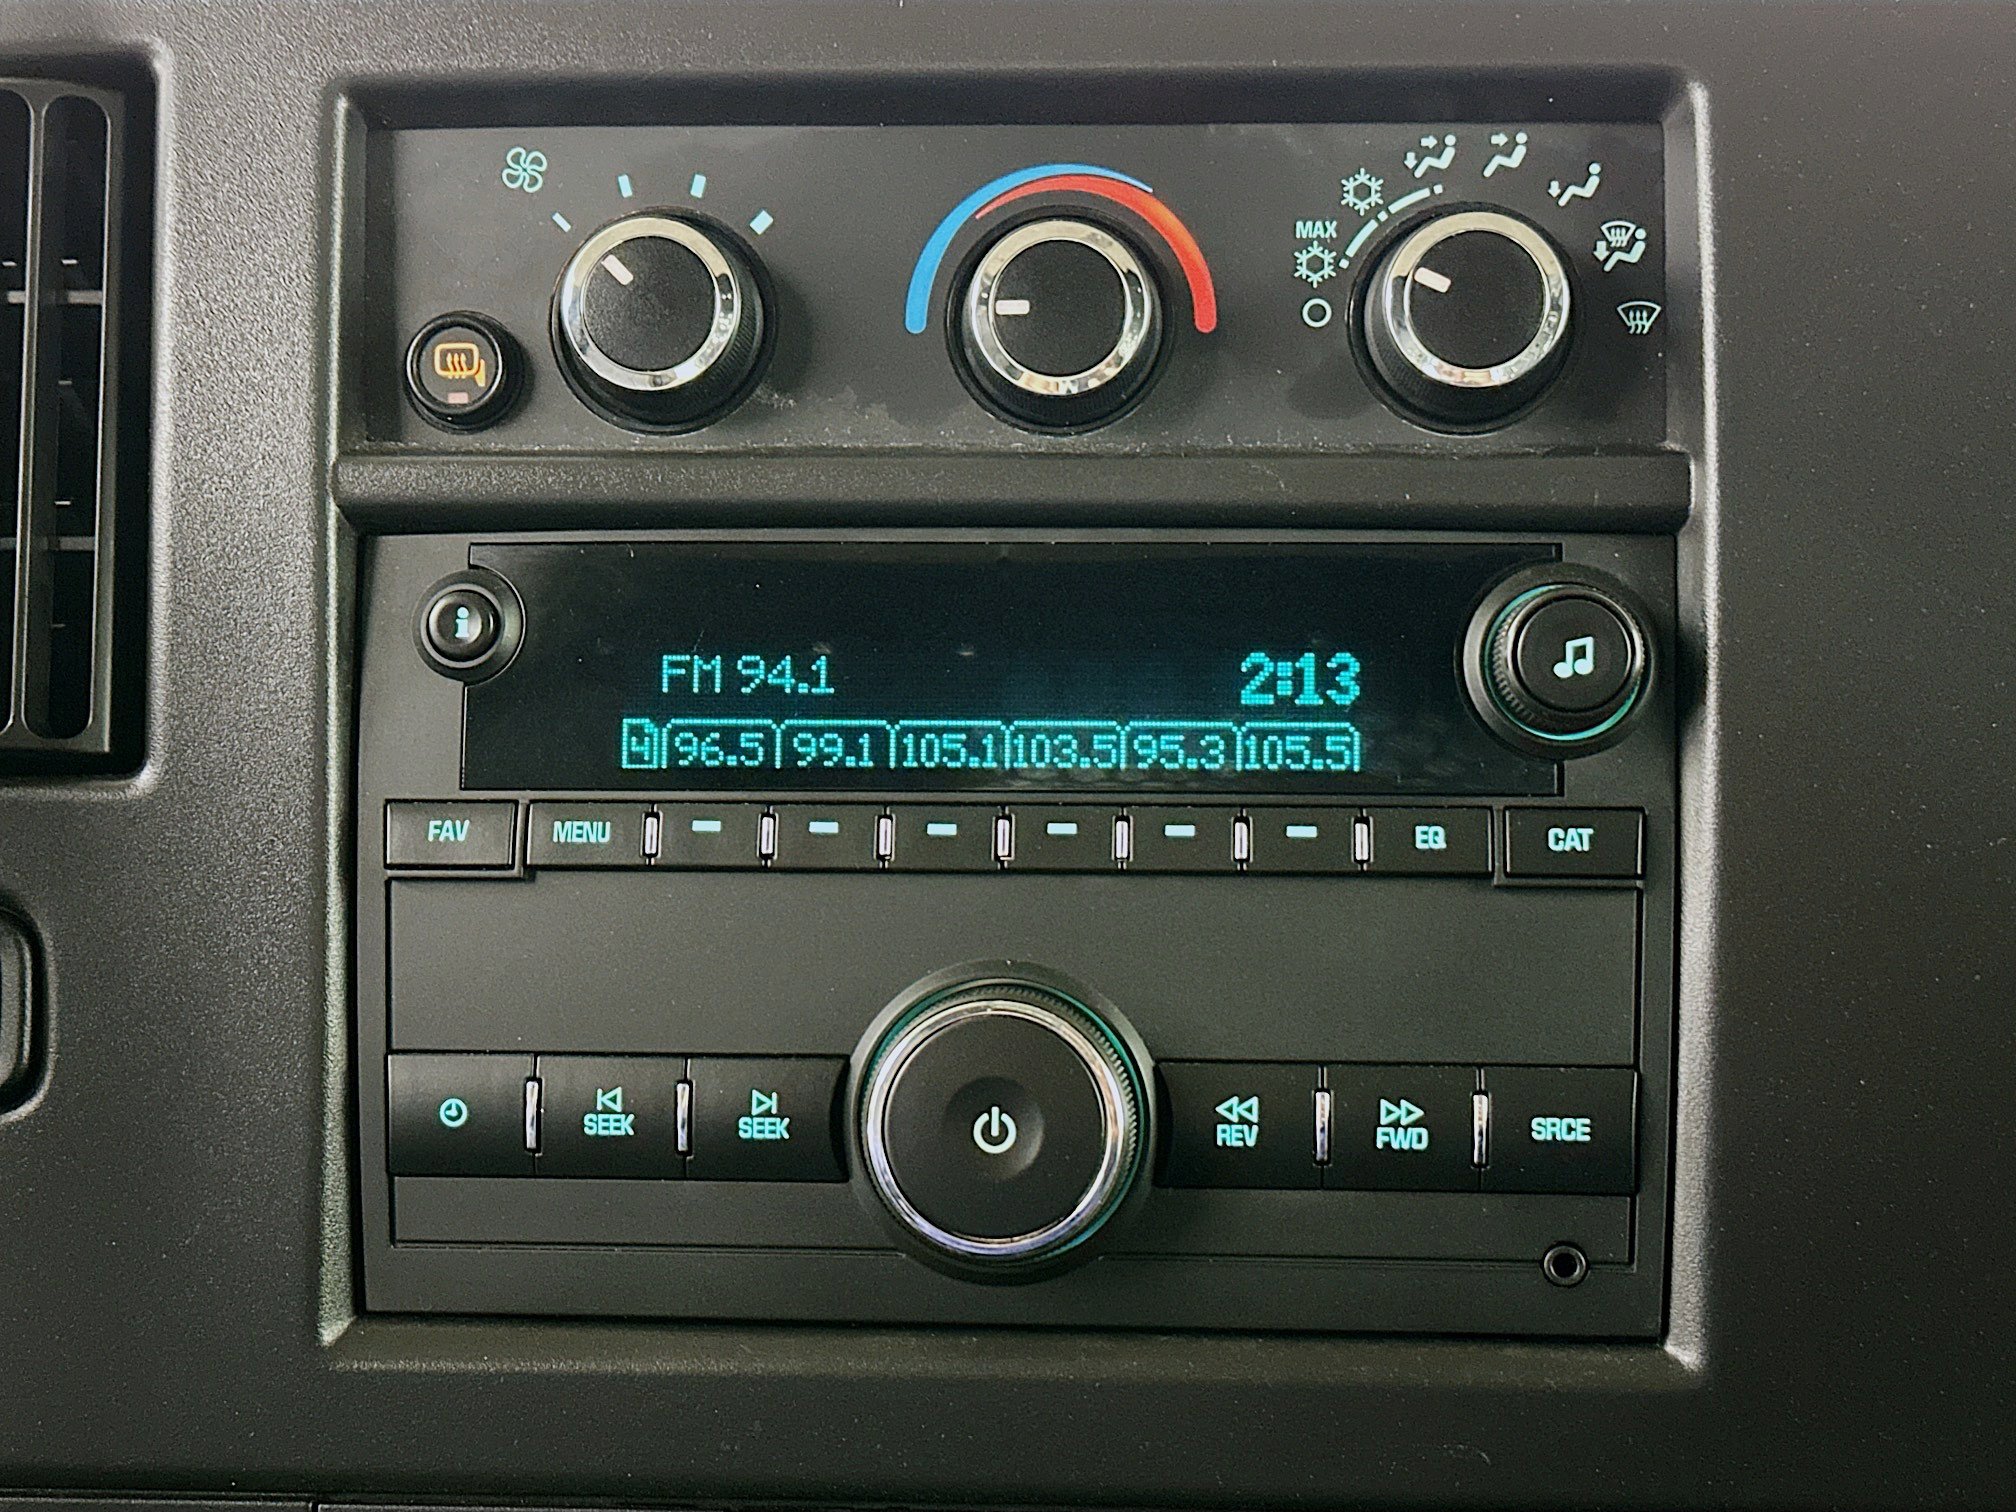 MAX
FM 94.1 2:13
4 96.5 99.1 105.1 103.5 95.3 105.5
FAV MENU EQ CAT
SEEK SEEK REV FWD SRCE